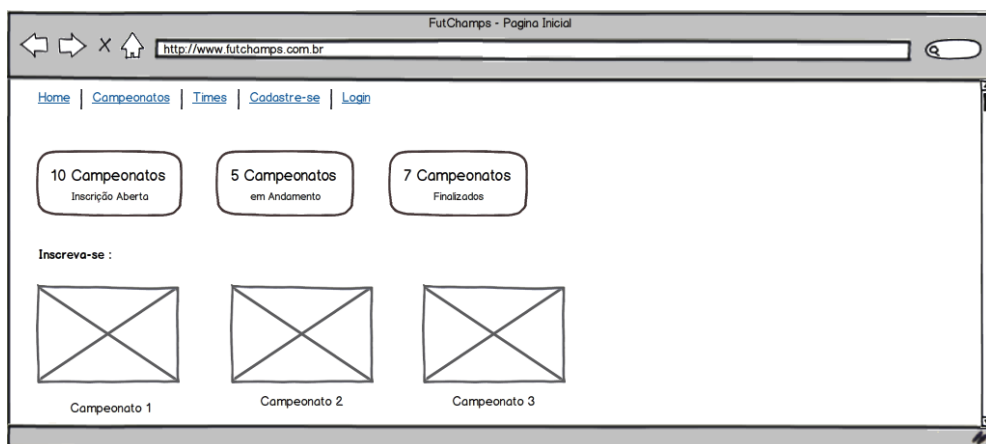 FutChamps - Pagina Inicial
http://www.futchamps.com.br
Home | Campeonatos | Times | Cadastre-se | Login
10 Campeonatos
Inscrição Aberta
5 Campeonatos
em Andamento
7 Campeonatos
Finalizados
Inscreva-se :
Campeonato 1
Campeonato 2
Campeonato 3